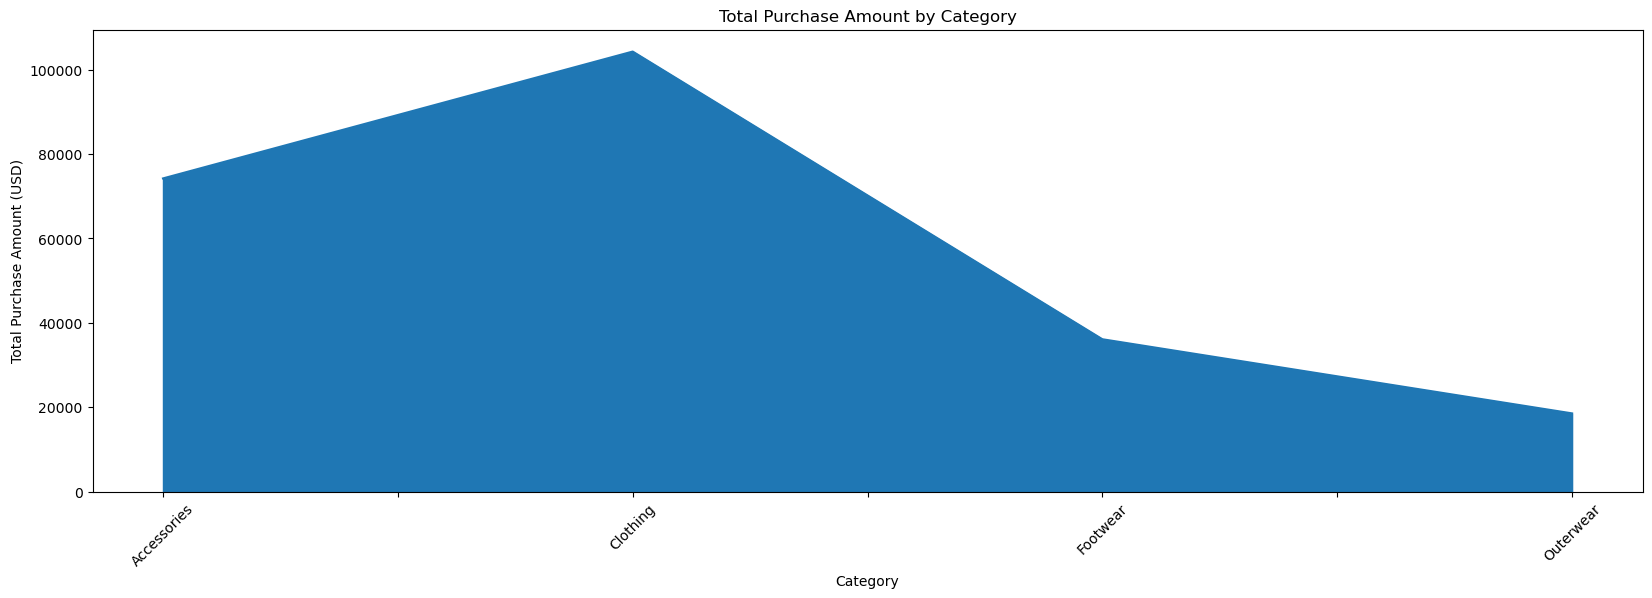 Total Purchase Amount by Category
Total Purchase Amount (USD)
100000
80000
60000
40000
20000
0
Accessories
Clothing
Footwear
Outerwear
Category